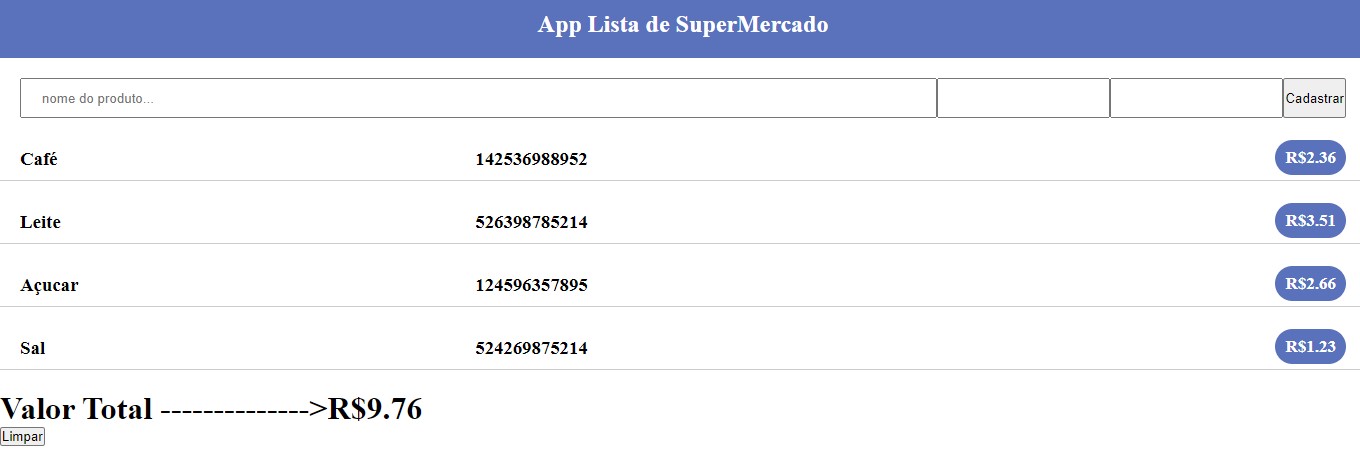 App Lista de SuperMercado
nome do produto... Cadastrar
Café 142536988952 R$2.36
Leite 526398785214 R$3.51
Açucar 124596357895 R$2.66
Sal 524269875214 R$1.23
Valor Total -------------->R$9.76
Limpar